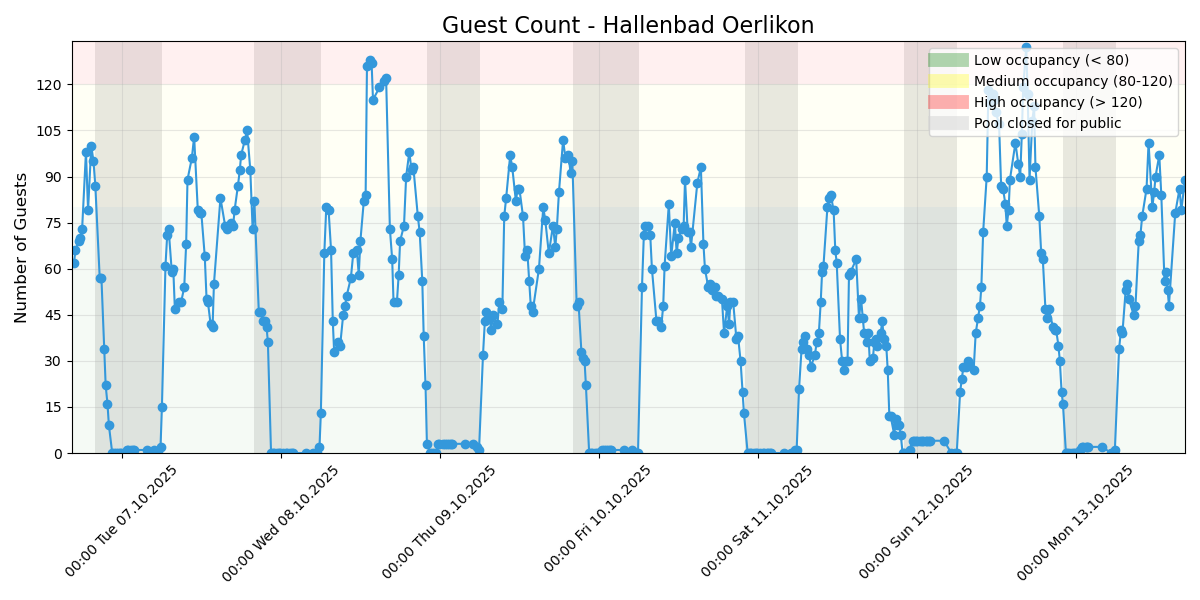 Guest Count - Hallenbad Oerlikon
Low occupancy (< 80)
Medium occupancy (80-120)
High occupancy (> 120)
Pool closed for public
Number of Guests
120
105
90
75
60
45
30
15
0
00:00 Tue 07.10.2025
00:00 Wed 08.10.2025
00:00 Thu 09.10.2025
00:00 Fri 10.10.2025
00:00 Sat 11.10.2025
00:00 Sun 12.10.2025
00:00 Mon 13.10.2025